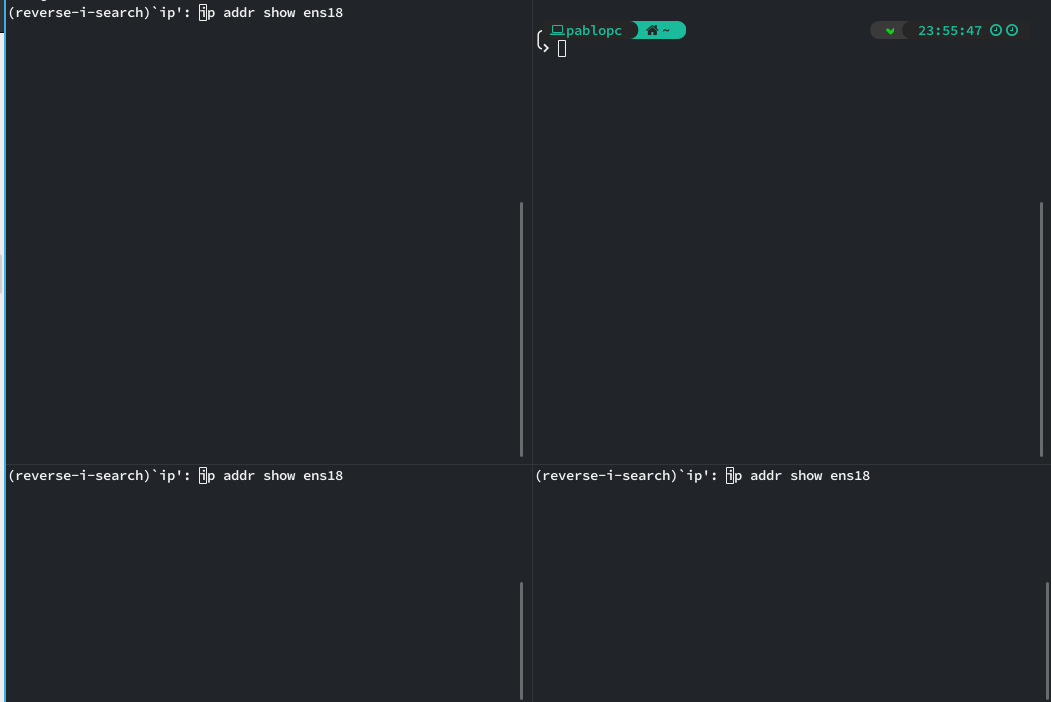 (reverse-i-search)`ip': ip addr show ens18
pablopc ~ 23:55:47
(reverse-i-search)`ip': ip addr show ens18
(reverse-i-search)`ip': ip addr show ens18